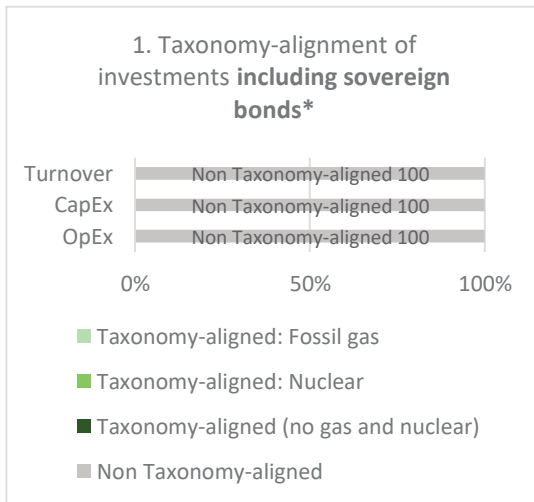 1. Taxonomy-alignment of
investments including sovereign
bonds*
Turnover
Non Taxonomy-aligned 100
CapEx
Non Taxonomy-aligned 100
OpEx
Non Taxonomy-aligned 100
0% 50% 100%
Taxonomy-aligned: Fossil gas
Taxonomy-aligned: Nuclear
Taxonomy-aligned (no gas and nuclear)
Non Taxonomy-aligned